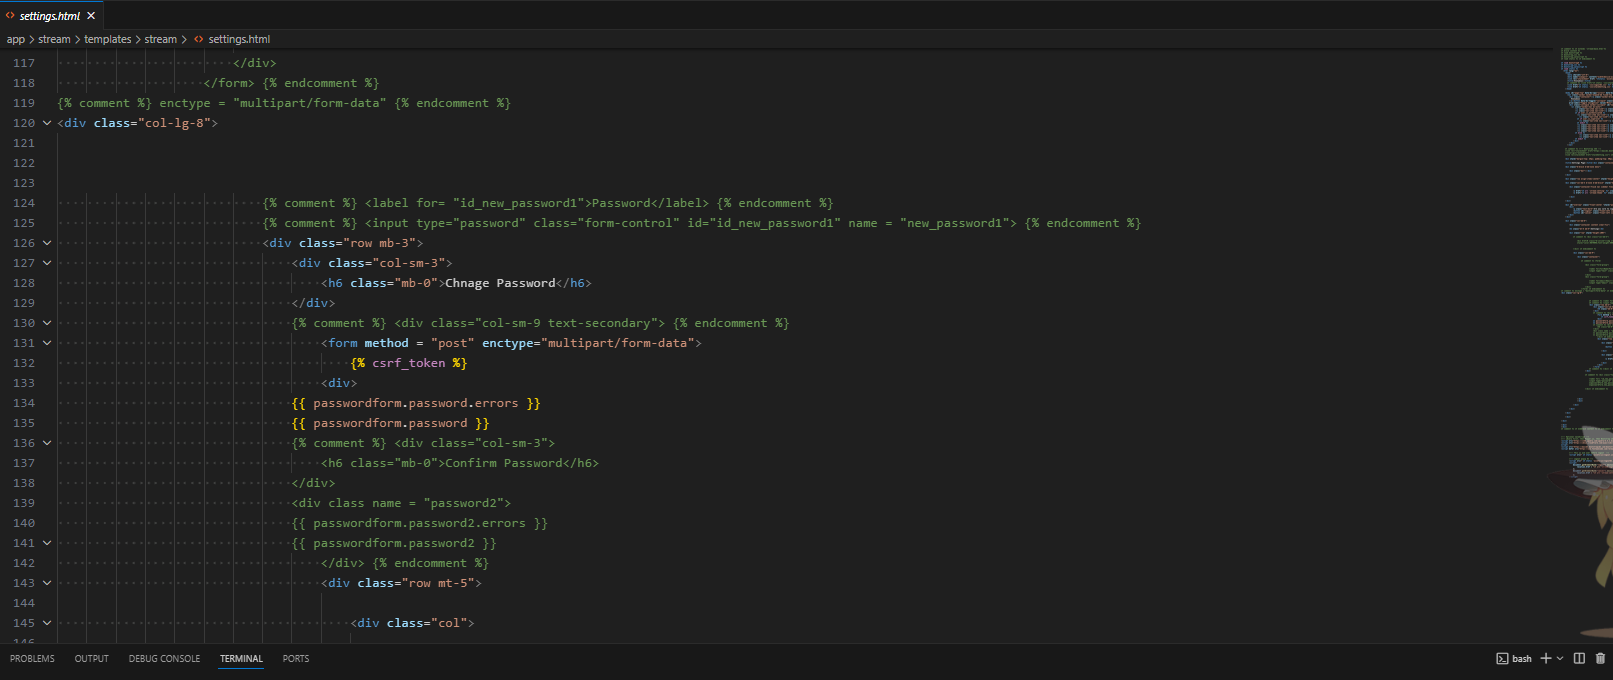 settings.html
app > stream > templates > stream > settings.html
117 </div>
118 </form> {% endcomment %}
119 {% comment %} enctype = "multipart/form-data" {% endcomment %}
120 <div class="col-lg-8">
121
122
123
124 {% comment %} <label for= "id_new_password1">Password</label> {% endcomment %}
125 {% comment %} <input type="password" class="form-control" id="id_new_password1" name = "new_password1"> {% endcomment %}
126 <div class="row mb-3">
127 <div class="col-sm-3">
128 <h6 class="mb-0">Chnage Password</h6>
129 </div>
130 {% comment %} <div class="col-sm-9 text-secondary"> {% endcomment %}
131 <form method = "post" enctype="multipart/form-data">
132 {% csrf_token %}
133 <div>
134 {{ passwordform.password.errors }}
135 {{ passwordform.password }}
136 {% comment %} <div class="col-sm-3">
137 <h6 class="mb-0">Confirm Password</h6>
138 </div>
139 <div class name = "password2">
140 {{ passwordform.password2.errors }}
141 {{ passwordform.password2 }}
142 </div> {% endcomment %}
143 <div class="row mt-5">
144
145 <div class="col">
146
PROBLEMS OUTPUT DEBUG CONSOLE TERMINAL PORTS bash